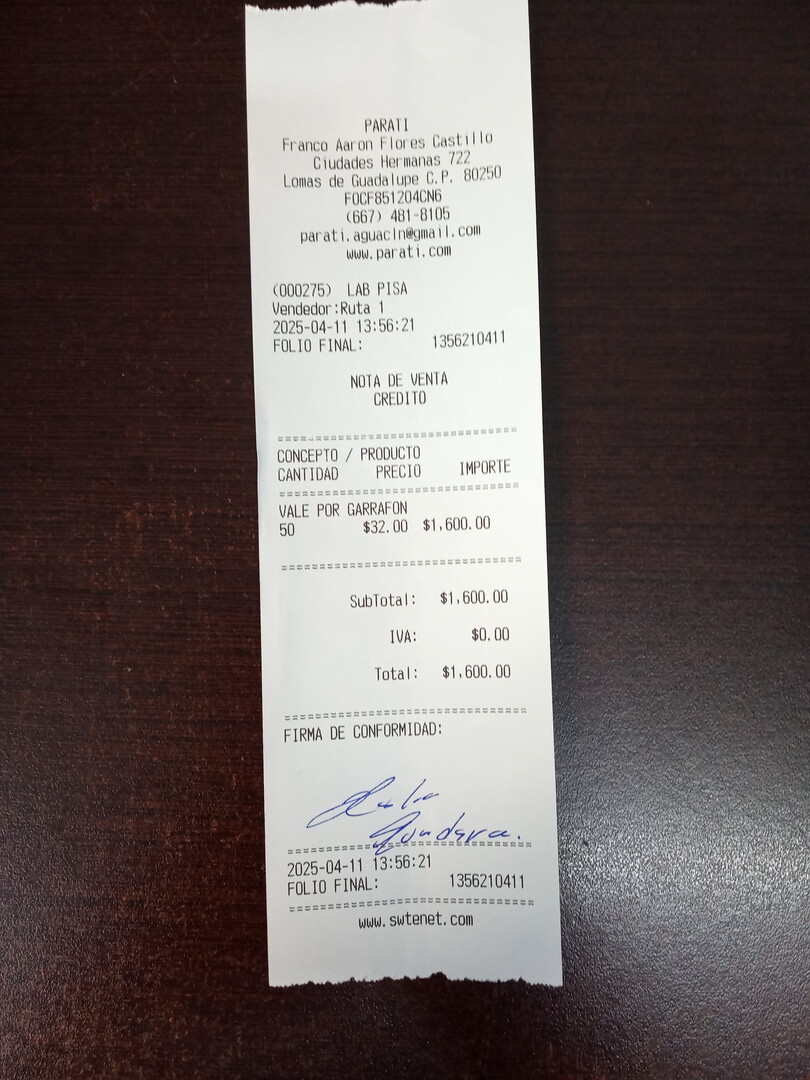 PARATI
Franco Aaron Flores Castillo
Ciudades Hermanas 722
Lomas de Guadalupe C.P. 80250
FOCF851204CN6
(667) 481-8105
parati.aguacln@gmail.com
www.parati.com
(000275) LAB PISA
Vendedor:Ruta 1
2025-04-11 13:56:21
FOLIO FINAL: 1356210411
NOTA DE VENTA
CREDITO
CONCEPTO / PRODUCTO
CANTIDAD PRECIO IMPORTE
VALE POR GARRAFON
50 $32.00 $1,600.00
SubTotal: $1,600.00
IVA: $0.00
Total: $1,600.00
FIRMA DE CONFORMIDAD:
2025-04-11 13:56:21
FOLIO FINAL: 1356210411
www.swtenet.com